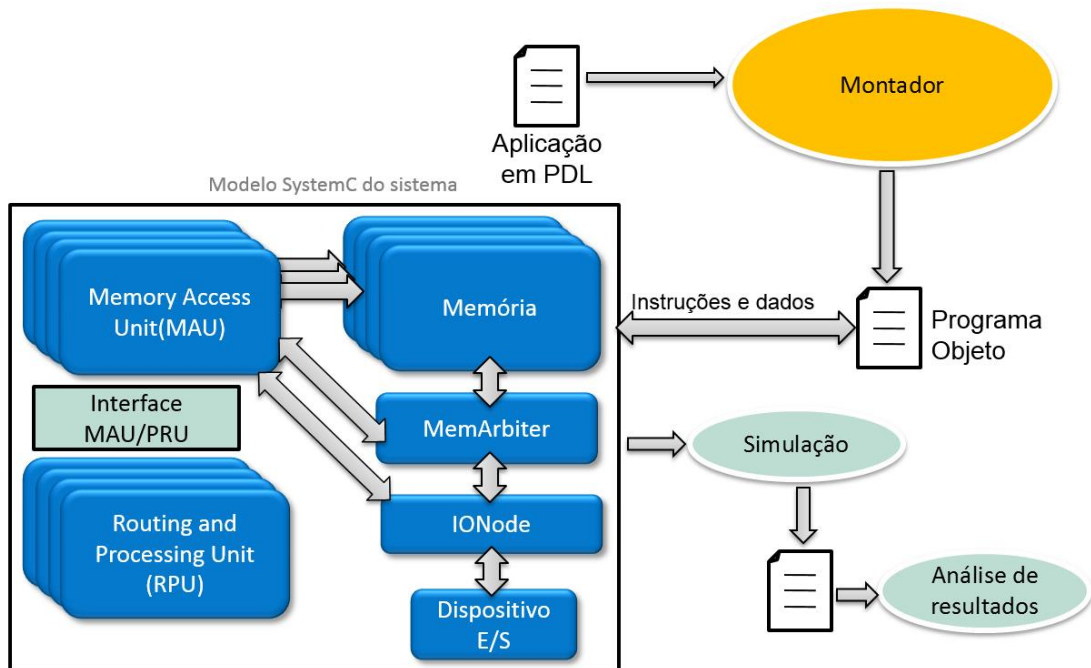 Montador
Aplicação
em PDL
Modelo SystemC do sistema
Memory Access
Unit(MAU)
Memória
Instruções e dados
Programa
Objeto
Interface
MAU/PRU
MemArbiter
Simulação
Routing and
Processing Unit
(RPU)
IONode
Dispositivo
E/S
Análise de
resultados